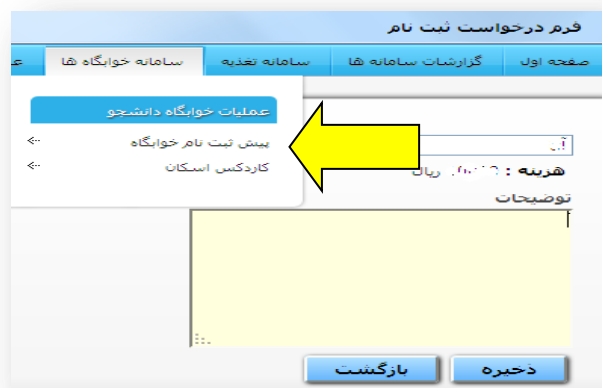 فرم درخواست ثبت نام
صفحه اول گزارشات سامانه ها سامانه تغذیه سامانه خوابگاه ها
عملیات خوابگاه دانشجو
پیش ثبت نام خوابگاه
کاردکس اسکان
هزینه : ریال
توضیحات
ذخیره بازگشت